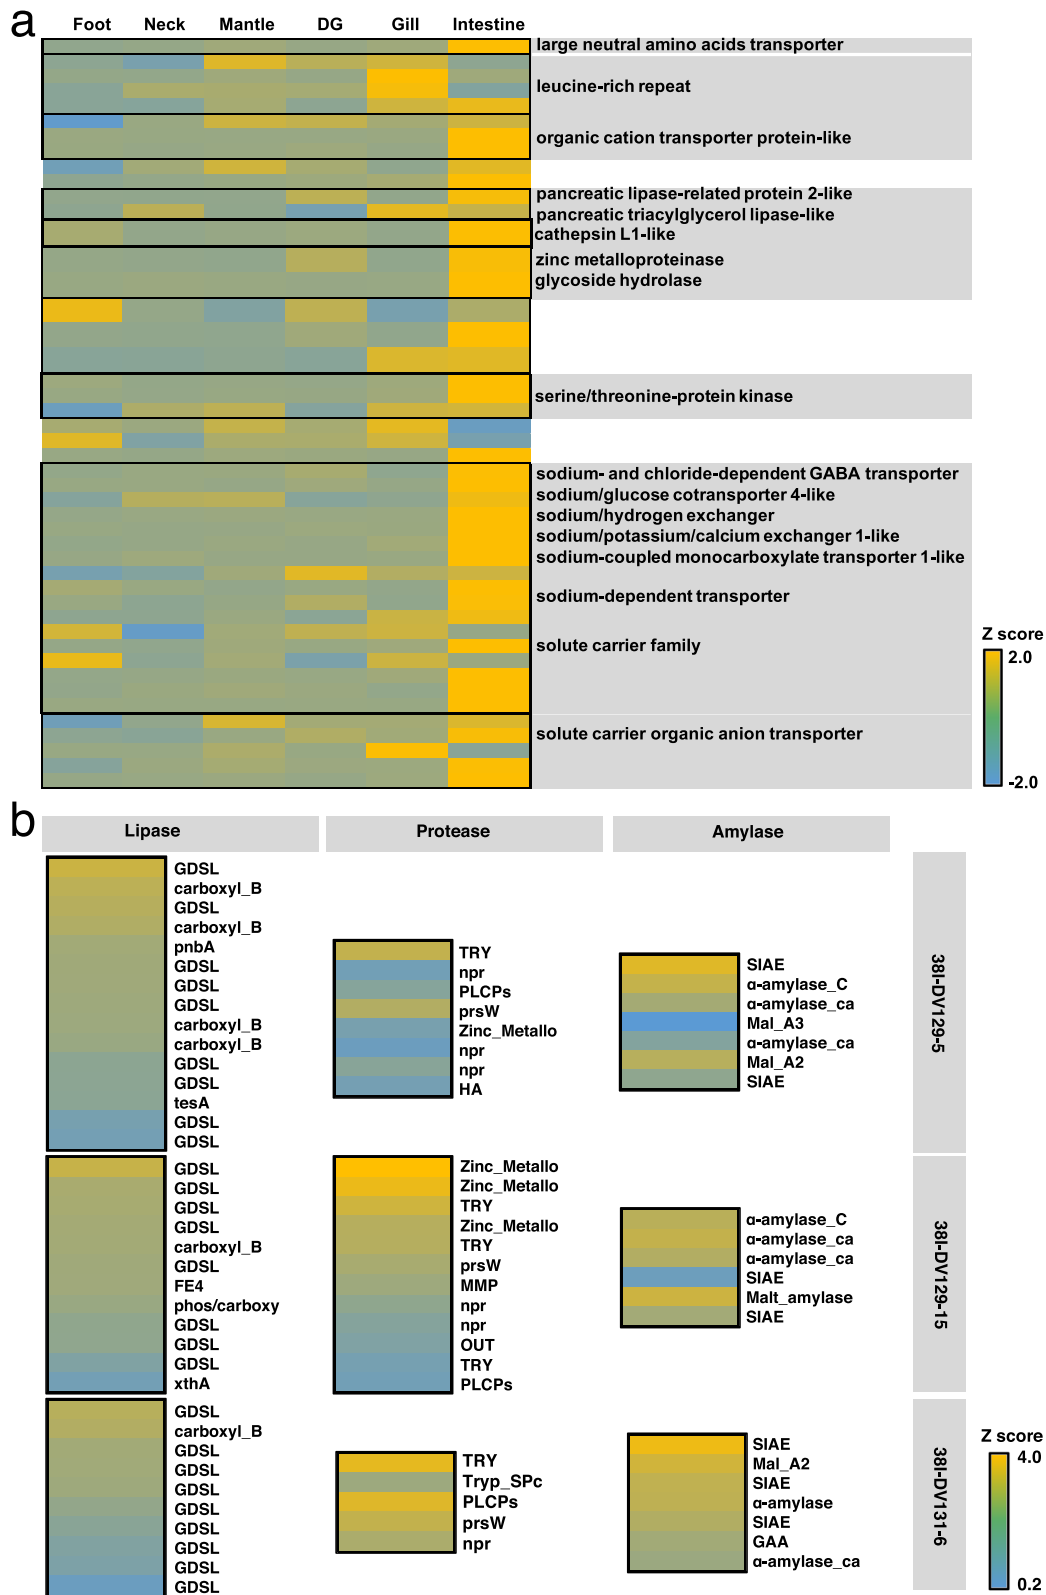 a
Foot Neck Mantle DG Gill Intestine
large neutral amino acids transporter
leucine-rich repeat
organic cation transporter protein-like
pancreatic lipase-related protein 2-like
pancreatic triacylglycerol lipase-like
cathepsin L1-like
zinc metalloproteinase
glycoside hydrolase
serine/threonine-protein kinase
sodium- and chloride-dependent GABA transporter
sodium/glucose cotransporter 4-like
sodium/hydrogen exchanger
sodium/potassium/calcium exchanger 1-like
sodium-coupled monocarboxylate transporter 1-like
sodium-dependent transporter
solute carrier family
solute carrier organic anion transporter
Z score
2.0
-2.0
b
Lipase Protease Amylase
GDSL
carboxyl_B
GDSL
carboxyl_B
pnbA
GDSL
GDSL
GDSL
carboxyl_B
carboxyl_B
GDSL
GDSL
tesA
GDSL
GDSL
TRY
npr
PLCPs
prsW
Zinc_Metallo
npr
npr
HA
SIAE
α-amylase_C
α-amylase_ca
Mal_A3
α-amylase_ca
Mal_A2
SIAE
38I-DV129-5
GDSL
GDSL
GDSL
GDSL
carboxyl_B
GDSL
FE4
phos/carboxy
GDSL
GDSL
GDSL
xthA
Zinc_Metallo
Zinc_Metallo
TRY
Zinc_Metallo
TRY
prsW
MMP
npr
npr
OUT
TRY
PLCPs
α-amylase_C
α-amylase_ca
α-amylase_ca
SIAE
Malt_amylase
SIAE
38I-DV129-15
GDSL
carboxyl_B
GDSL
GDSL
GDSL
GDSL
GDSL
GDSL
GDSL
GDSL
TRY
Tryp_SPc
PLCPs
prsW
npr
SIAE
Mal_A2
SIAE
α-amylase
SIAE
GAA
α-amylase_ca
38I-DV131-6
Z score
4.0
0.2